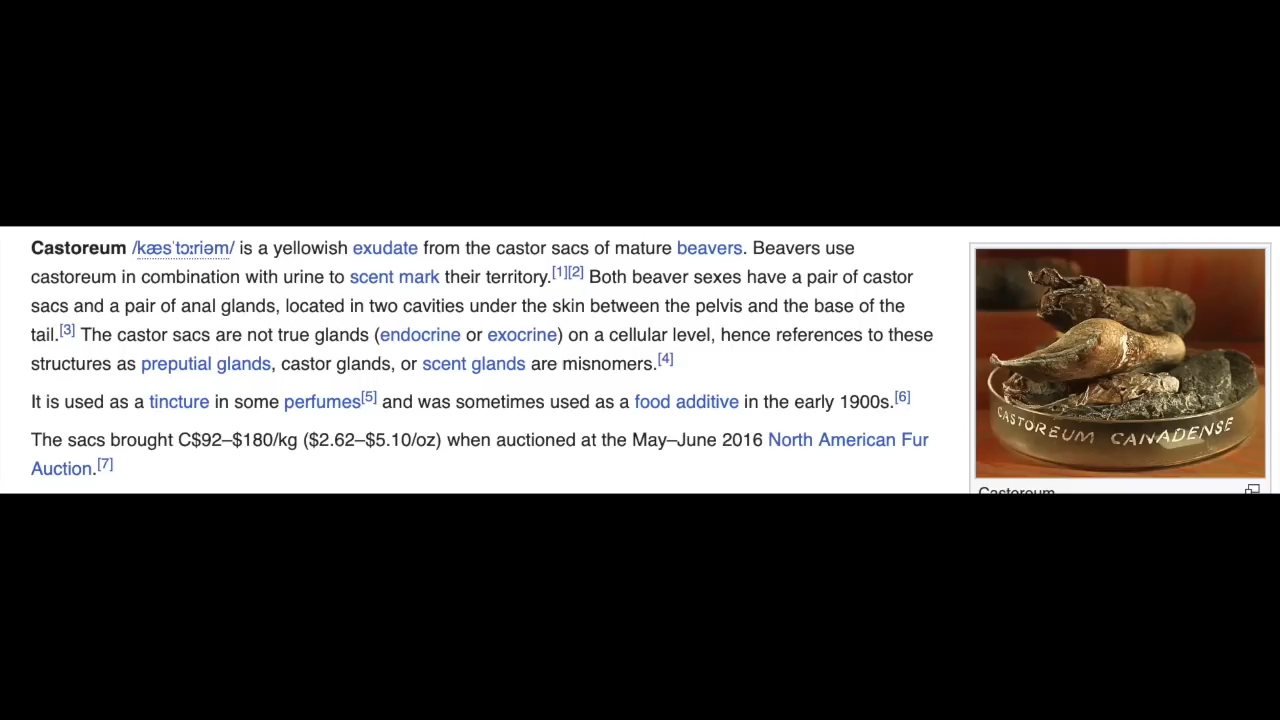 Castoreum /kæsˈtɔːriəm/ is a yellowish exudate from the castor sacs of mature beavers. Beavers use
castoreum in combination with urine to scent mark their territory.[1][2] Both beaver sexes have a pair of castor
sacs and a pair of anal glands, located in two cavities under the skin between the pelvis and the base of the
tail.[3] The castor sacs are not true glands (endocrine or exocrine) on a cellular level, hence references to these
structures as preputial glands, castor glands, or scent glands are misnomers.[4]
It is used as a tincture in some perfumes[5] and was sometimes used as a food additive in the early 1900s.[6]
The sacs brought C$92–$180/kg ($2.62–$5.10/oz) when auctioned at the May–June 2016 North American Fur
Auction.[7]
CASTOREUM CANADENSE
Castoreum